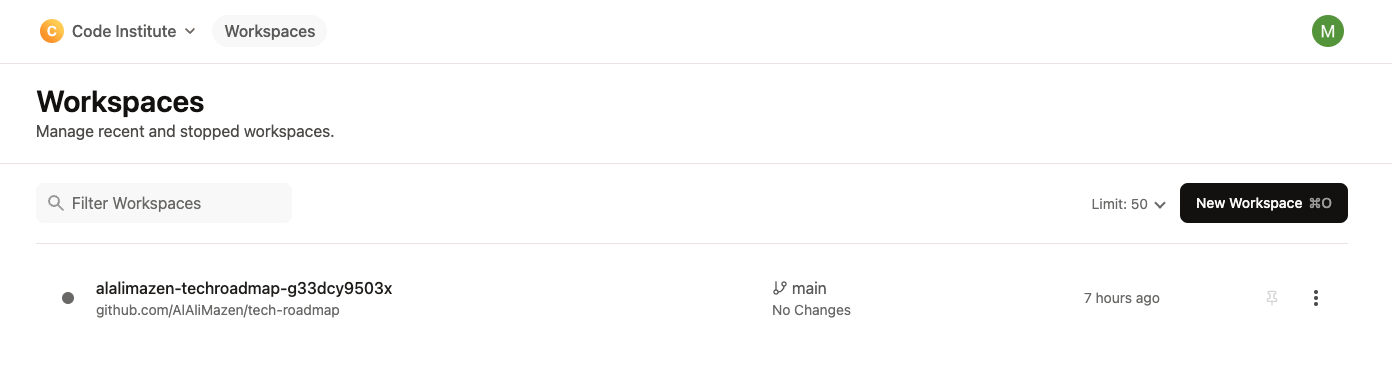 C Code Institute Workspaces M
Workspaces
Manage recent and stopped workspaces.
Filter Workspaces Limit: 50 New Workspace ⌘O
alalimazen-techroadmap-g33dcy9503x main
github.com/AlAliMazen/tech-roadmap No Changes 7 hours ago